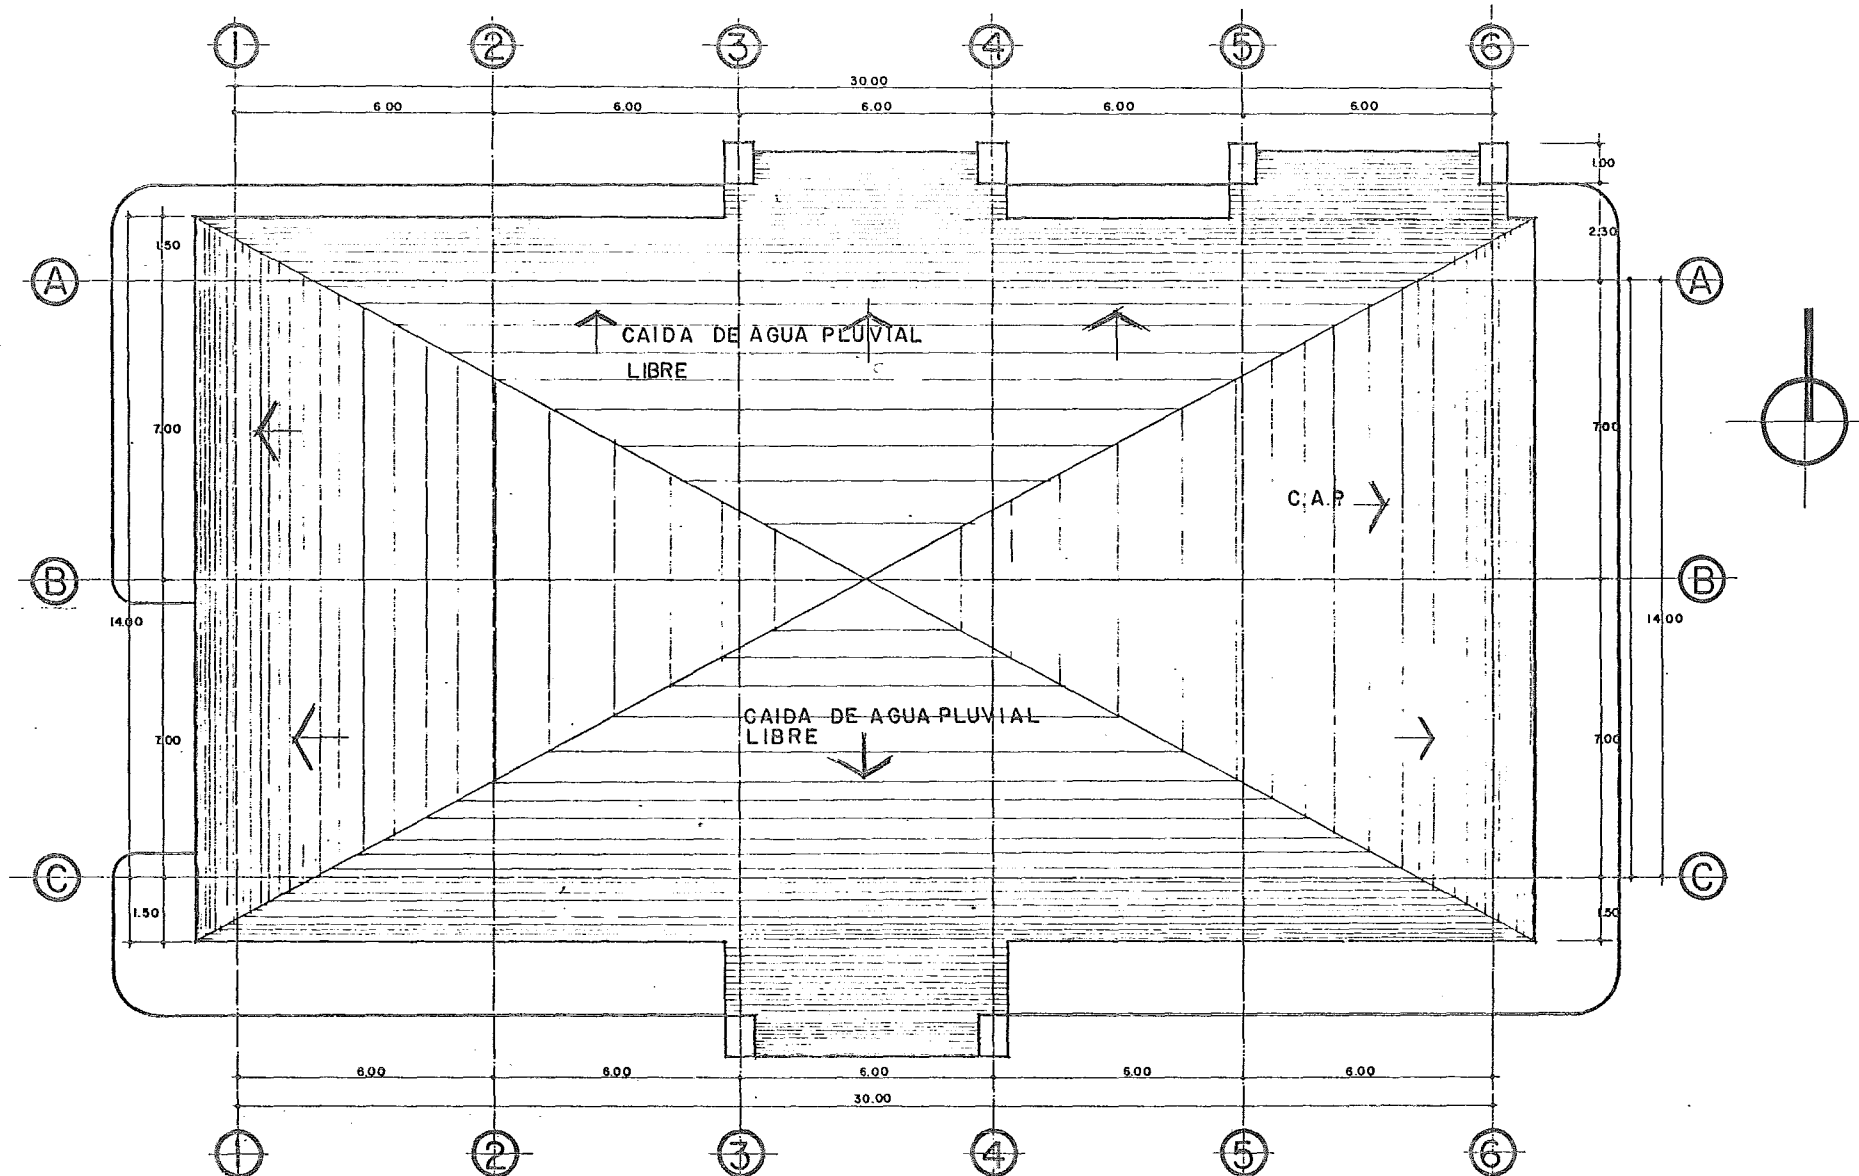 1 2 3 4 5 6
30.00
6.00 6.00 6.00 6.00 6.00
1.00
1.50 2.30
A A
CAIDA DE AGUA PLUVIAL
LIBRE
7.00 7.00
C.A.P.
B B
14.00 14.00
CAIDA DE AGUA PLUVIAL
LIBRE
7.00 7.00
C C
1.50 1.50
6.00 6.00 6.00 6.00 6.00
30.00
1 2 3 4 5 6